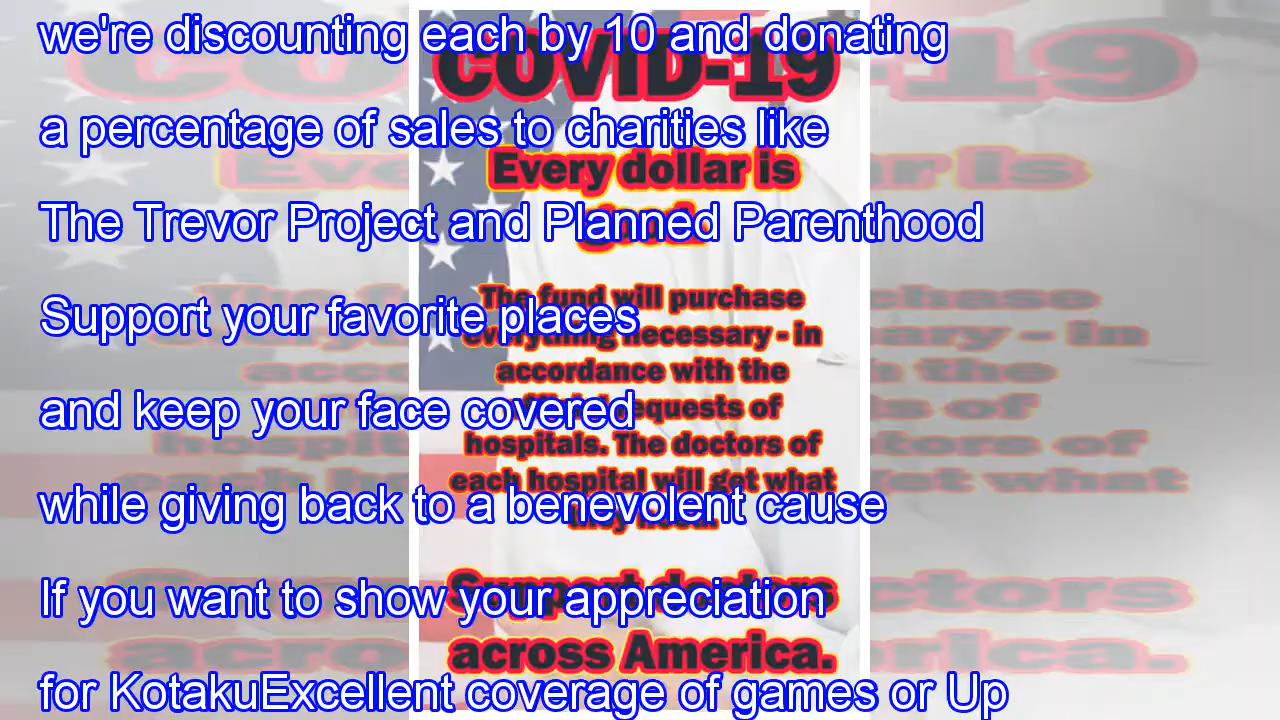 we're discounting each by 10 and donating
a percentage of sales to charities like
The Trevor Project and Planned Parenthood
Support your favorite places
and keep your face covered
while giving back to a benevolent cause
If you want to show your appreciation
for KotakuExcellent coverage of games or Up
COVID-19
Every dollar is
The fund will purchase
everything necessary - in
accordance with the
requests of
hospitals. The doctors of
each hospital will get what
they
Support doctors
across America.